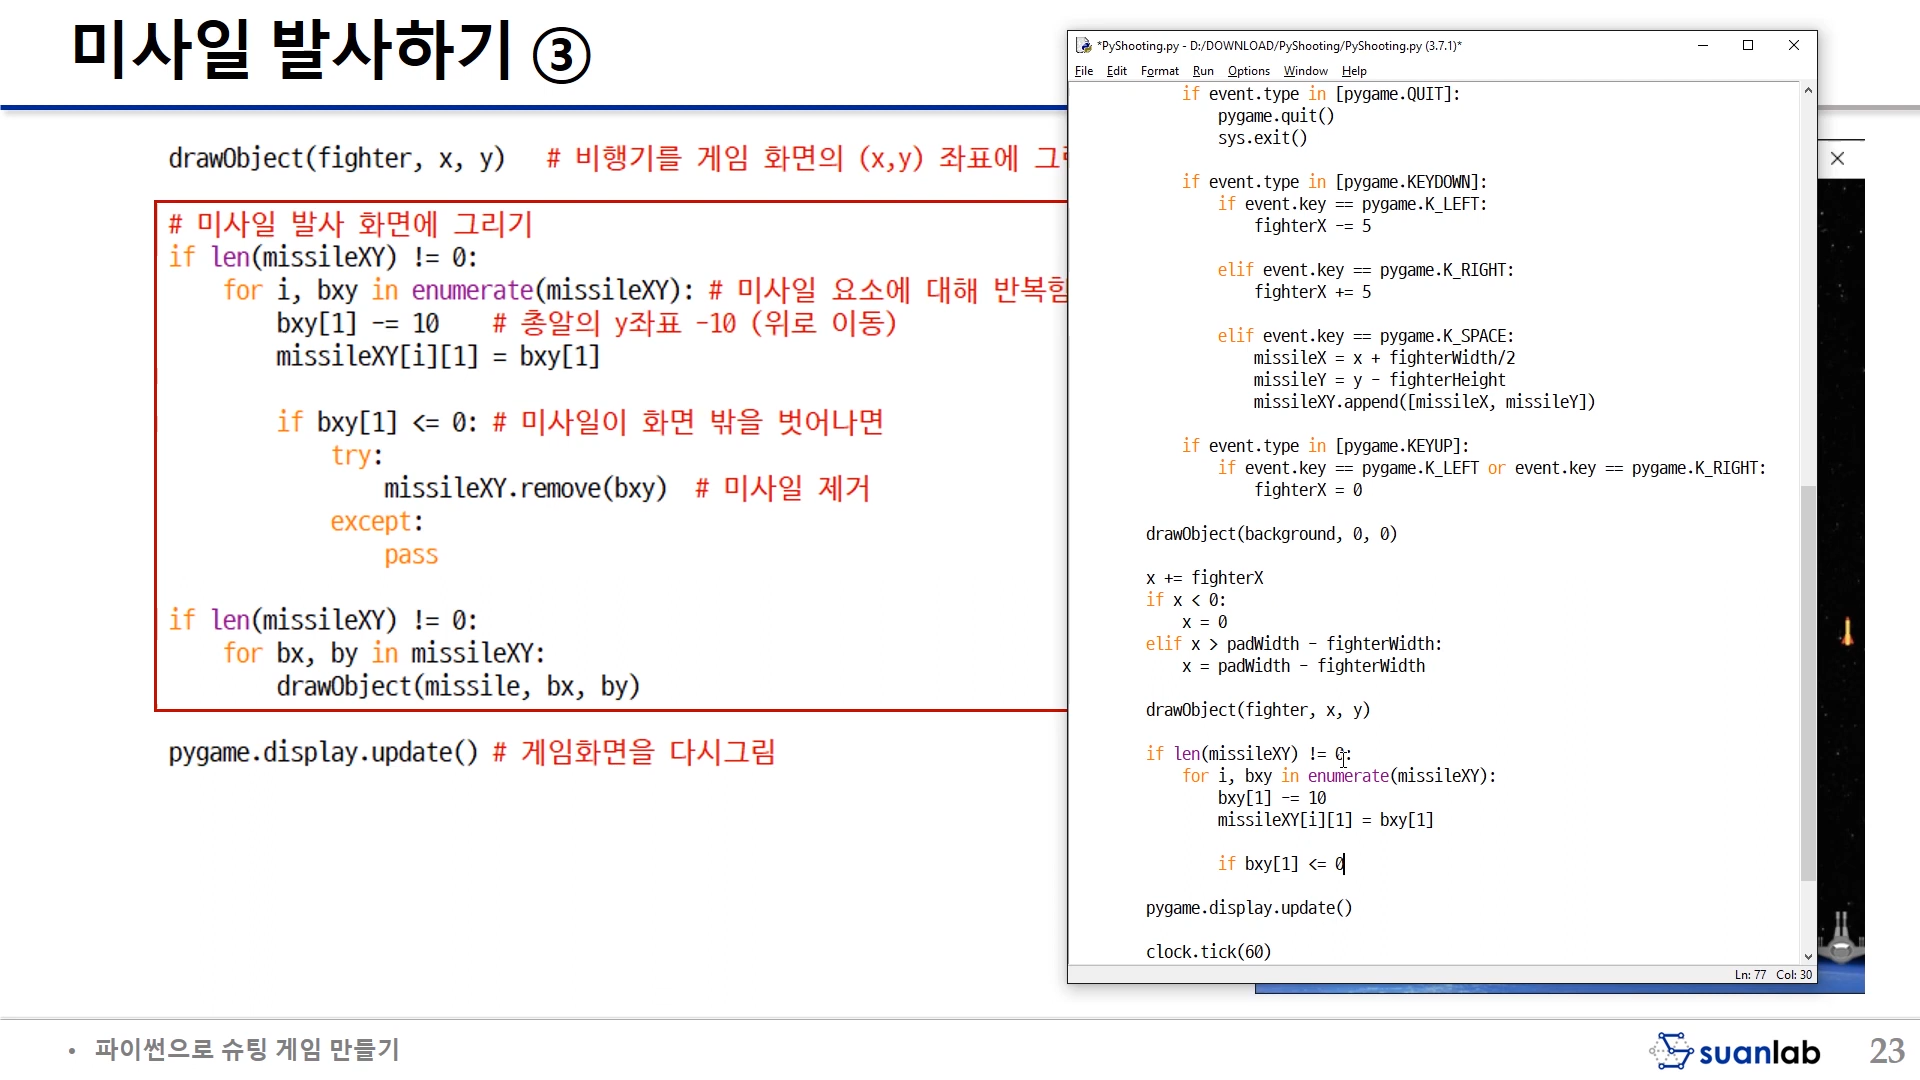 미사일 발사하기 ③
drawObject(fighter, x, y) # 비행기를 게임 화면의 (x,y) 좌표에
# 미사일 발사 화면에 그리기
if len(missileXY) != 0:
for i, bxy in enumerate(missileXY): # 미사일 요소에 대해 반복함
bxy[1] -= 10 # 총알의 y좌표 -10 (위로 이동)
missileXY[i][1] = bxy[1]
if bxy[1] <= 0: # 미사일이 화면 밖을 벗어나면
try:
missileXY.remove(bxy) # 미사일 제거
except:
pass
if len(missileXY) != 0:
for bx, by in missileXY:
drawObject(missile, bx, by)
pygame.display.update() # 게임화면을 다시그림
*PyShooting.py - D:/DOWNLOAD/PyShooting/PyShooting.py (3.7.1)*
File Edit Format Run Options Window Help
if event.type in [pygame.QUIT]:
pygame.quit()
sys.exit()
if event.type in [pygame.KEYDOWN]:
if event.key == pygame.K_LEFT:
fighterX -= 5
elif event.key == pygame.K_RIGHT:
fighterX += 5
elif event.key == pygame.K_SPACE:
missileX = x + fighterWidth/2
missileY = y - fighterHeight
missileXY.append([missileX, missileY])
if event.type in [pygame.KEYUP]:
if event.key == pygame.K_LEFT or event.key == pygame.K_RIGHT:
fighterX = 0
drawObject(background, 0, 0)
x += fighterX
if x < 0:
x = 0
elif x > padWidth - fighterWidth:
x = padWidth - fighterWidth
drawObject(fighter, x, y)
if len(missileXY) != 0:
for i, bxy in enumerate(missileXY):
bxy[1] -= 10
missileXY[i][1] = bxy[1]
if bxy[1] <= 0
pygame.display.update()
clock.tick(60)
Ln: 77 Col: 30
• 파이썬으로 슈팅 게임 만들기
suanlab
23